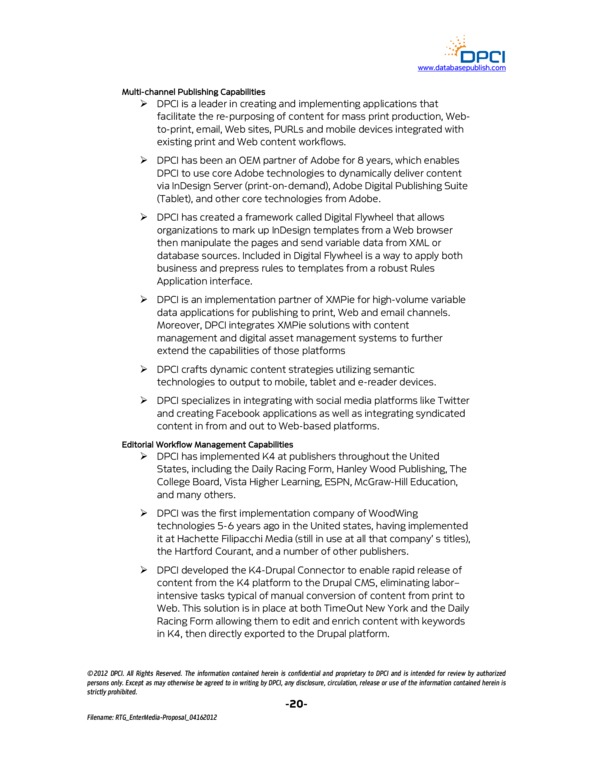 DPCI
www.databasepublish.com
Multi-channel Publishing Capabilities
➢ DPCI is a leader in creating and implementing applications that
facilitate the re-purposing of content for mass print production, Web-
to-print, email, Web sites, PURLs and mobile devices integrated with
existing print and Web content workflows.
➢ DPCI has been an OEM partner of Adobe for 8 years, which enables
DPCI to use core Adobe technologies to dynamically deliver content
via InDesign Server (print-on-demand), Adobe Digital Publishing Suite
(Tablet), and other core technologies from Adobe.
➢ DPCI has created a framework called Digital Flywheel that allows
organizations to mark up InDesign templates from a Web browser
then manipulate the pages and send variable data from XML or
database sources. Included in Digital Flywheel is a way to apply both
business and prepress rules to templates from a robust Rules
Application interface.
➢ DPCI is an implementation partner of XMPie for high-volume variable
data applications for publishing to print, Web and email channels.
Moreover, DPCI integrates XMPie solutions with content
management and digital asset management systems to further
extend the capabilities of those platforms
➢ DPCI crafts dynamic content strategies utilizing semantic
technologies to output to mobile, tablet and e-reader devices.
➢ DPCI specializes in integrating with social media platforms like Twitter
and creating Facebook applications as well as integrating syndicated
content in from and out to Web-based platforms.
Editorial Workflow Management Capabilities
➢ DPCI has implemented K4 at publishers throughout the United
States, including the Daily Racing Form, Hanley Wood Publishing, The
College Board, Vista Higher Learning, ESPN, McGraw-Hill Education,
and many others.
➢ DPCI was the first implementation company of WoodWing
technologies 5-6 years ago in the United states, having implemented
it at Hachette Filipacchi Media (still in use at all that company' s titles),
the Hartford Courant, and a number of other publishers.
➢ DPCI developed the K4-Drupal Connector to enable rapid release of
content from the K4 platform to the Drupal CMS, eliminating labor–
intensive tasks typical of manual conversion of content from print to
Web. This solution is in place at both TimeOut New York and the Daily
Racing Form allowing them to edit and enrich content with keywords
in K4, then directly exported to the Drupal platform.
©2012 DPCI. All Rights Reserved. The information contained herein is confidential and proprietary to DPCI and is intended for review by authorized
persons only. Except as may otherwise be agreed to in writing by DPCI, any disclosure, circulation, release or use of the information contained herein is
strictly prohibited.
-20-
Filename: RTG_EnterMedia-Proposal_04162012